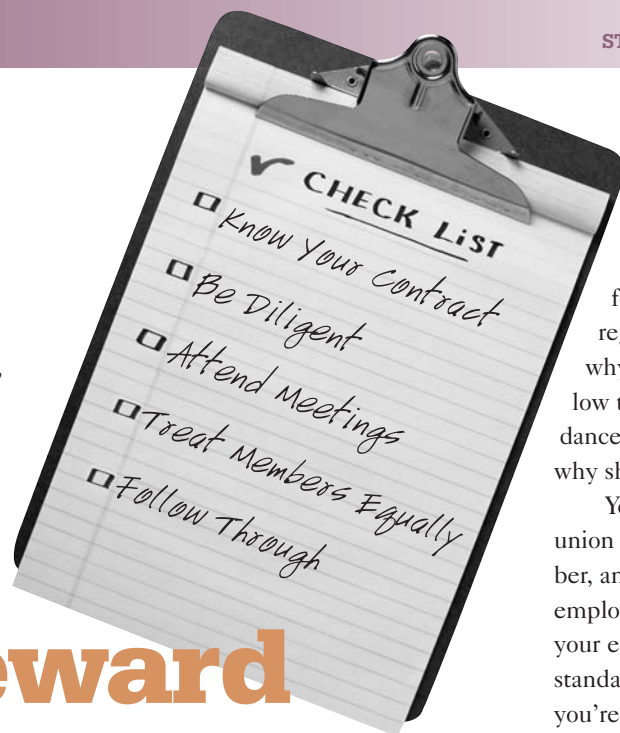 ST
✔ CHECK LiST
Know Your Contract
Be Diligent
Attend Meetings
Treat Members Equally
Follow Through
eward
why
low t
dance
why sh
Yo
union
ber, an
emplo
your e
standa
you're